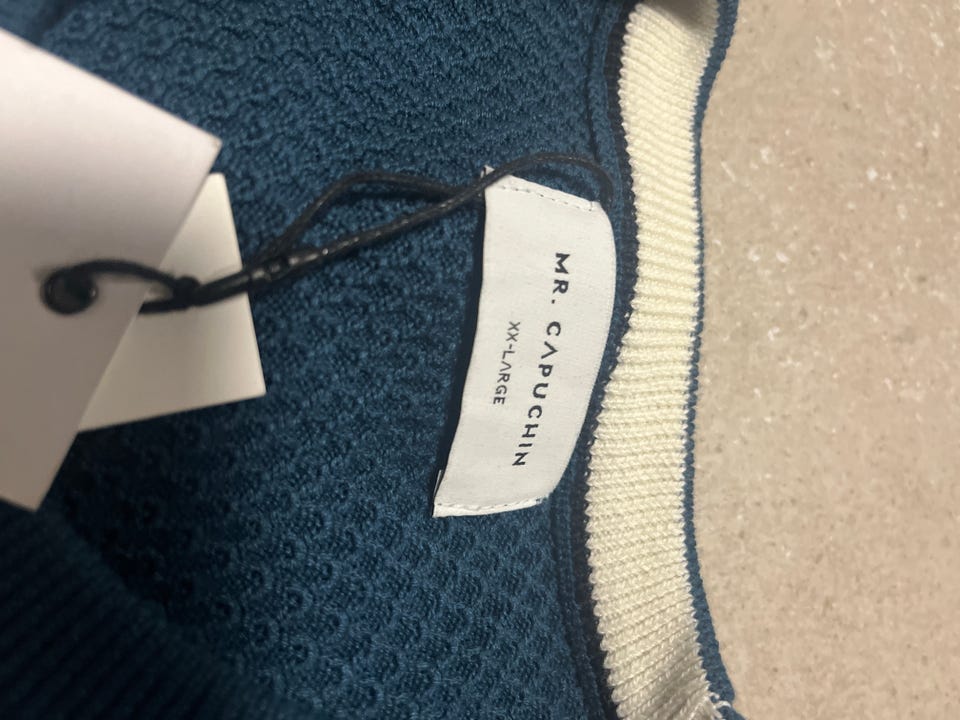 MR. CAPUCHIN
XX-LARGE